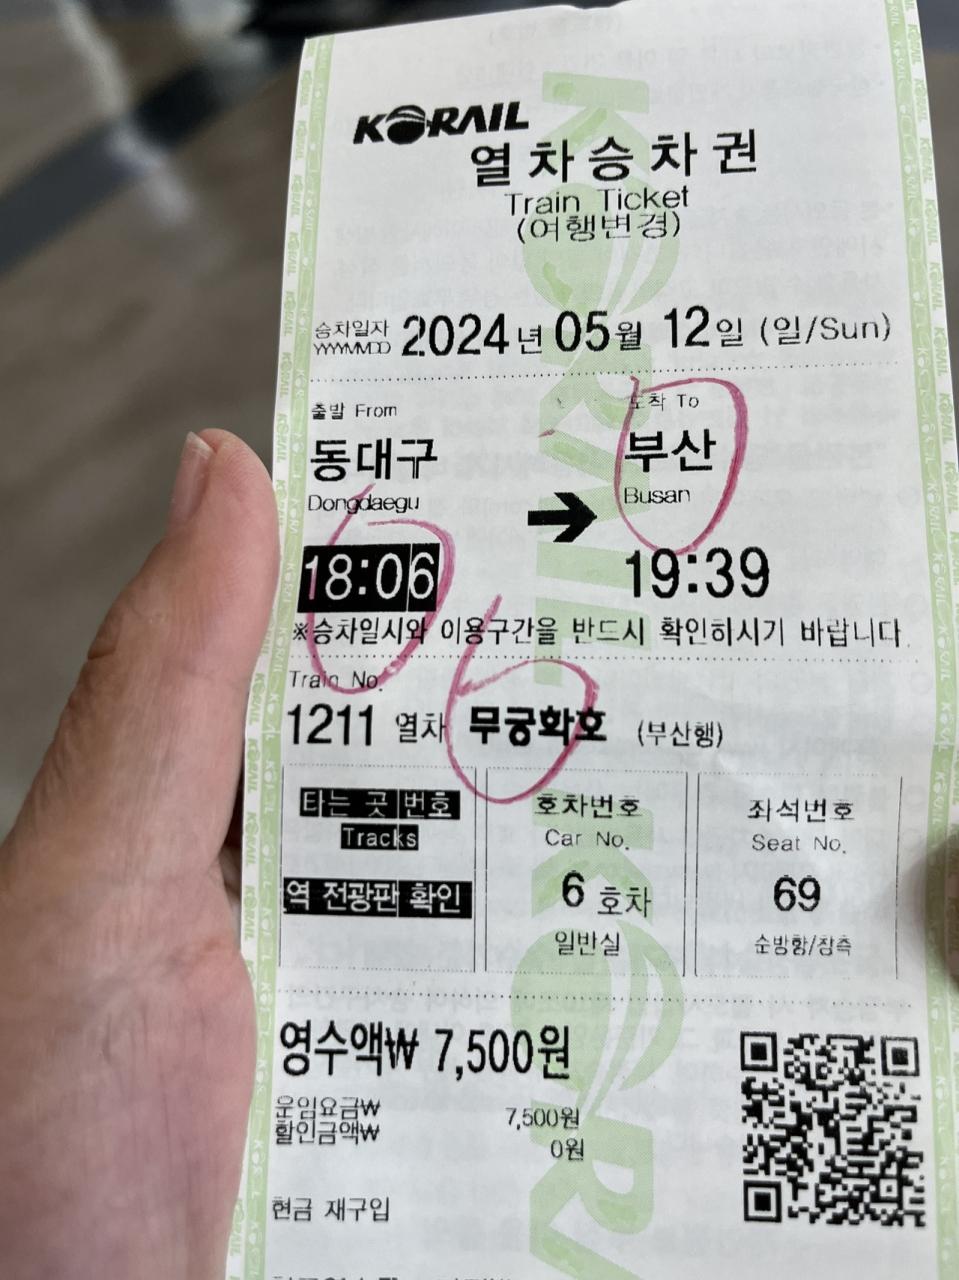 KORAIL
열차승차권
Train Ticket
(여행변경)
승차일자
YYYYMMDD
2024년 05월 12일 (일/Sun)
출발 From
도착 To
동대구
부산
Dongdaegu
Busan
18:06
19:39
※승차일시와 이용구간을 반드시 확인하시기 바랍니다.
Train No.
1211 열차 무궁화호 (부산행)
타는 곳 번호
Tracks
역 전광판 확인
호차번호
Car No.
6 호차
일반실
좌석번호
Seat No.
69
순방향/창측
영수액₩ 7,500원
운임요금₩ 7,500원
할인금액₩ 0원
현금 재구입